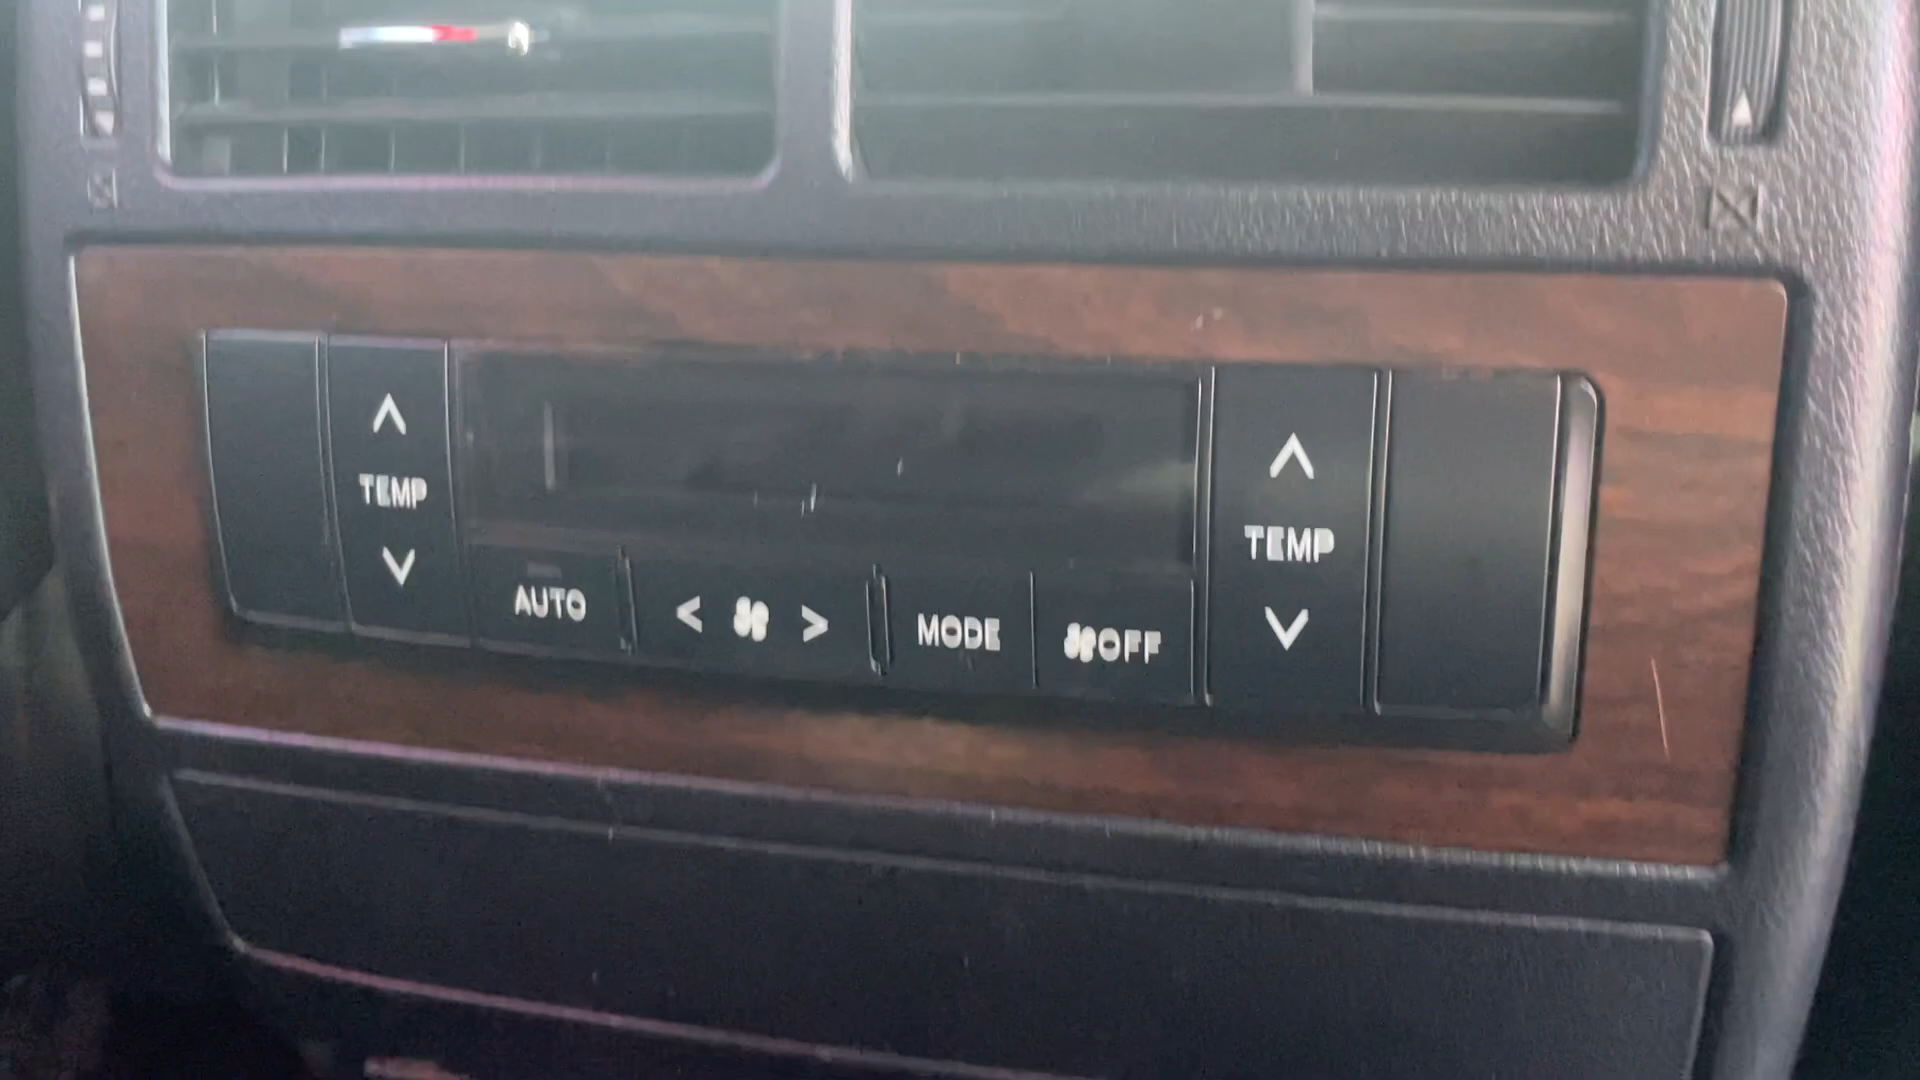 TEMP
TEMP
AUTO
< >
MODE
OFF